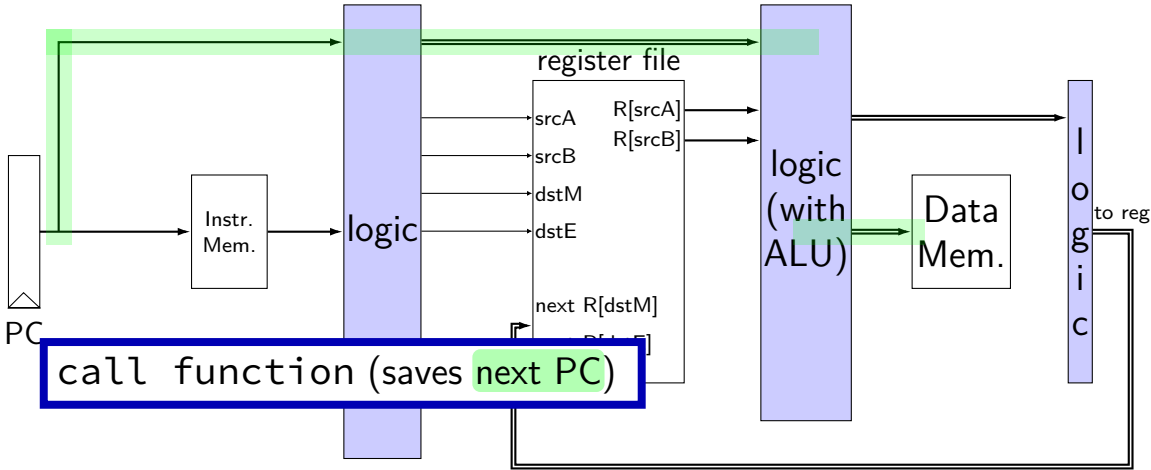 register file
srcA
srcB
dstM
dstE
R[srcA]
R[srcB]
next R[dstM]
PC
Instr.
Mem.
logic
logic
(with
ALU)
Data
Mem.
logic
to reg
call function (saves next PC)